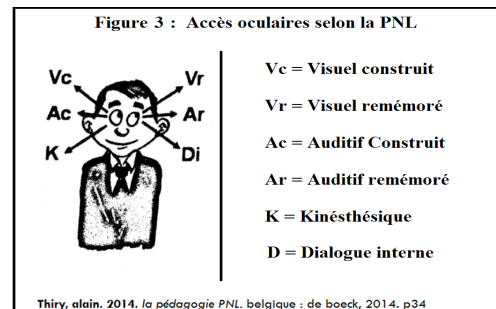 Figure 3 : Accès oculaires selon la PNL
Vc Vr
Ac Ar
K Di
Vc = Visuel construit
Vr = Visuel remémoré
Ac = Auditif Construit
Ar = Auditif remémoré
K = Kinésthésique
D = Dialogue interne
Thiry, alain. 2014. la pédagogie PNL. belgique : de boeck, 2014. p34